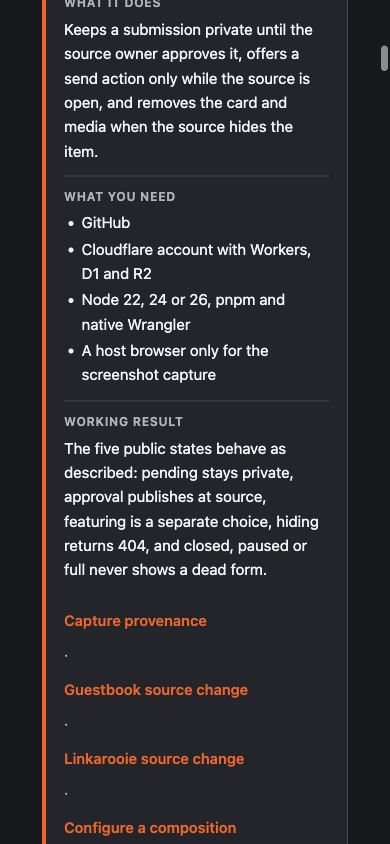 WHAT IT DOES
Keeps a submission private until the
source owner approves it, offers a
send action only while the source is
open, and removes the card and
media when the source hides the
item.
WHAT YOU NEED
• GitHub
• Cloudflare account with Workers,
D1 and R2
• Node 22, 24 or 26, pnpm and
native Wrangler
• A host browser only for the
screenshot capture
WORKING RESULT
The five public states behave as
described: pending stays private,
approval publishes at source,
featuring is a separate choice, hiding
returns 404, and closed, paused or
full never shows a dead form.
Capture provenance
.
Guestbook source change
.
Linkarooie source change
.
Configure a composition